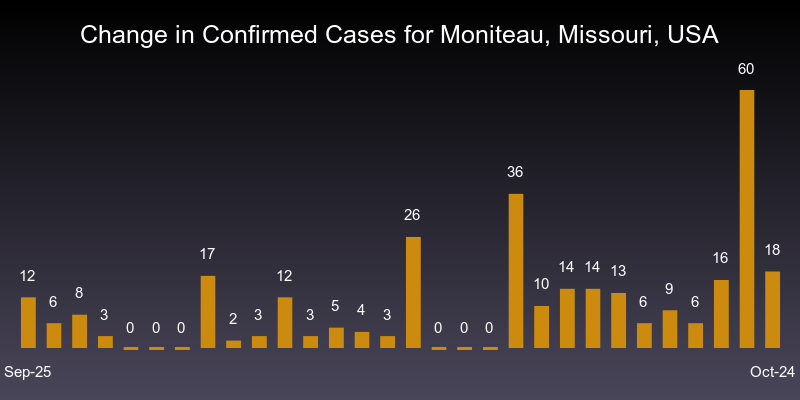 Change in Confirmed Cases for Moniteau, Missouri, USA
12 6 8 3 0 0 0 17 2 3 12 3 5 4 3 26 0 0 0 36 10 14 14 13 6 9 6 16 60 18
Sep-25 Oct-24